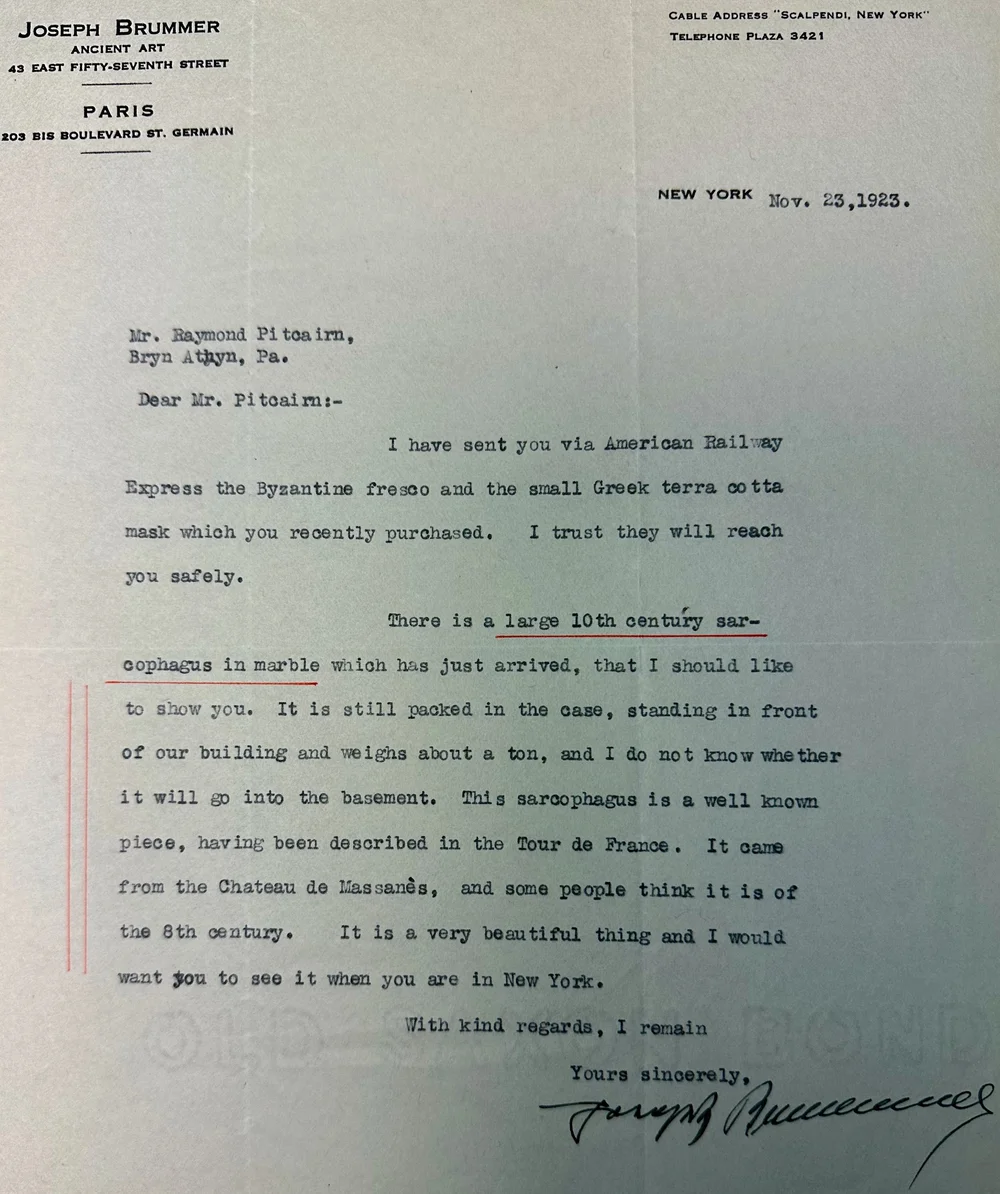 JOSEPH BRUMMER
ANCIENT ART
43 EAST FIFTY-SEVENTH STREET
PARIS
203 BIS BOULEVARD ST. GERMAIN
CABLE ADDRESS "SCALPENDI, NEW YORK"
TELEPHONE PLAZA 3421
NEW YORK Nov. 23,1923.
Mr. Raymond Pitcairn,
Bryn Athyn, Pa.
Dear Mr. Pitcairn:-
I have sent you via American Railway
Express the Byzantine fresco and the small Greek terra cotta
mask which you recently purchased. I trust they will reach
you safely.
There is a large 10th century sar-
cophagus in marble which has just arrived, that I should like
to show you. It is still packed in the case, standing in front
of our building and weighs about a ton, and I do not know whether
it will go into the basement. This sarcophagus is a well known
piece, having been described in the Tour de France. It came
from the Chateau de Massanès, and some people think it is of
the 8th century. It is a very beautiful thing and I would
want you to see it when you are in New York.
With kind regards, I remain
Yours sincerely,
Joseph Brummer
OLD BOND